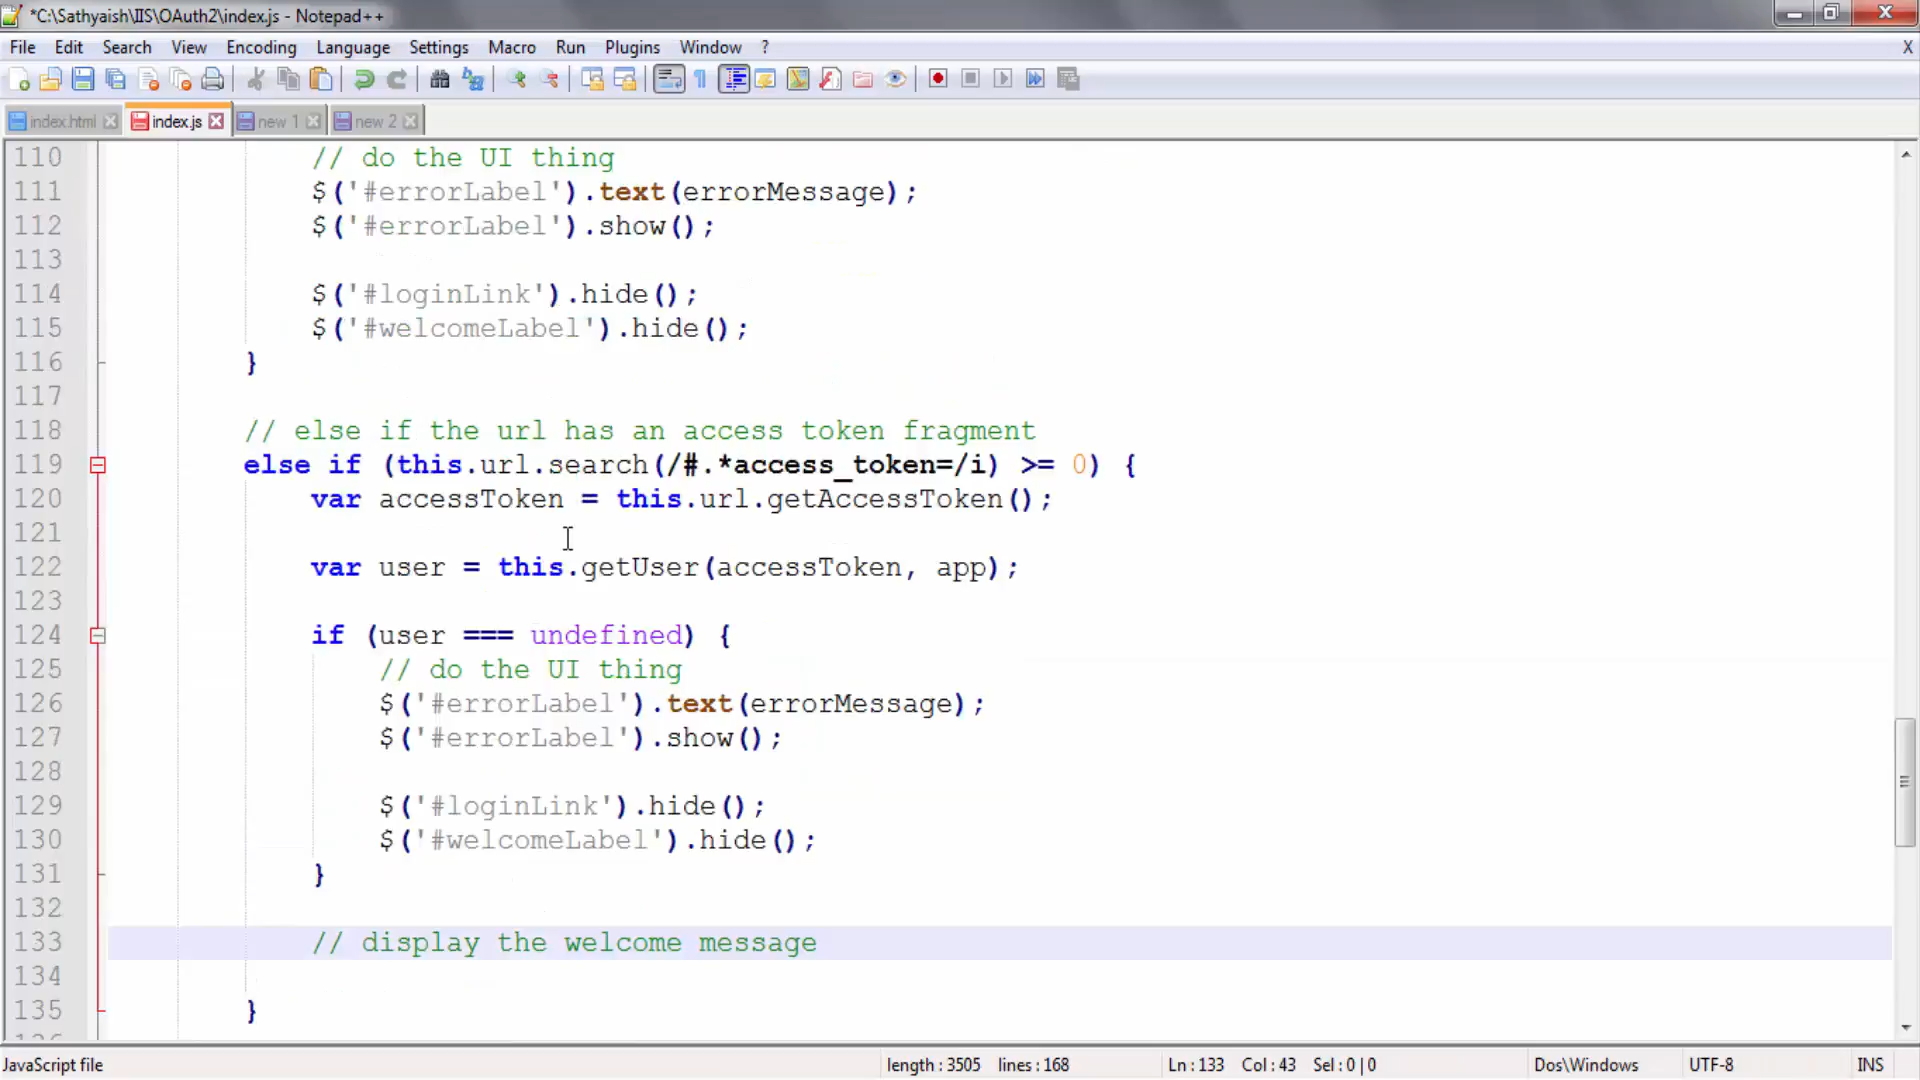 *C:\Sathyaish\IIS\OAuth2\index.js - Notepad++
File Edit Search View Encoding Language Settings Macro Run Plugins Window ? X
index.html index.js new 1 new 2
110 // do the UI thing
111 $('#errorLabel').text(errorMessage);
112 $('#errorLabel').show();
113
114 $('#loginLink').hide();
115 $('#welcomeLabel').hide();
116 }
117
118 // else if the url has an access token fragment
119 else if (this.url.search(/#.*access_token=/i) >= 0) {
120 var accessToken = this.url.getAccessToken();
121
122 var user = this.getUser(accessToken, app);
123
124 if (user === undefined) {
125 // do the UI thing
126 $('#errorLabel').text(errorMessage);
127 $('#errorLabel').show();
128
129 $('#loginLink').hide();
130 $('#welcomeLabel').hide();
131 }
132
133 // display the welcome message
134
135 }
JavaScript file length : 3505 lines : 168 Ln : 133 Col : 43 Sel : 0 | 0 Dos\Windows UTF-8 INS